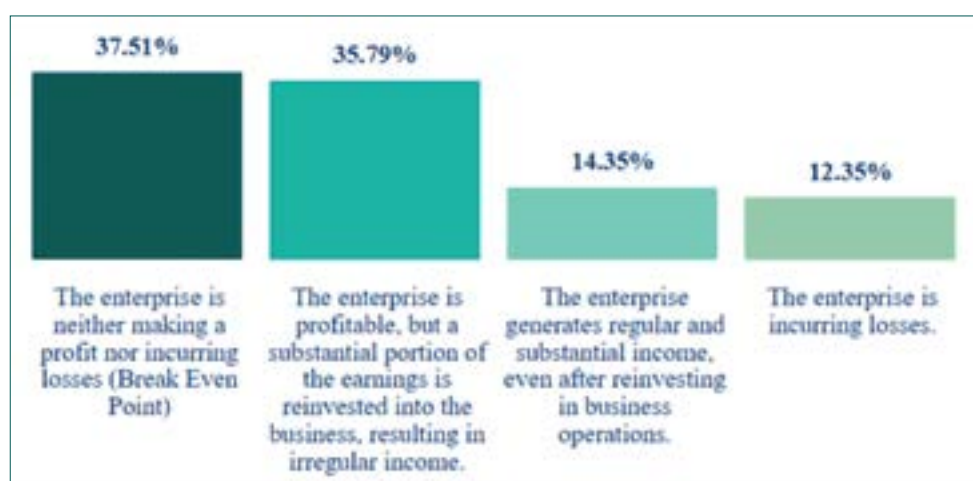 37.51%
35.79%
14.35%
12.35%
The enterprise is
neither making a
profit nor incurring
losses (Break Even
Point)
The enterprise is
profitable, but a
substantial portion of
the earnings is
reinvested into the
business, resulting in
irregular income.
The enterprise
generates regular and
substantial income,
even after reinvesting
in business
operations.
The enterprise is
incurring losses.